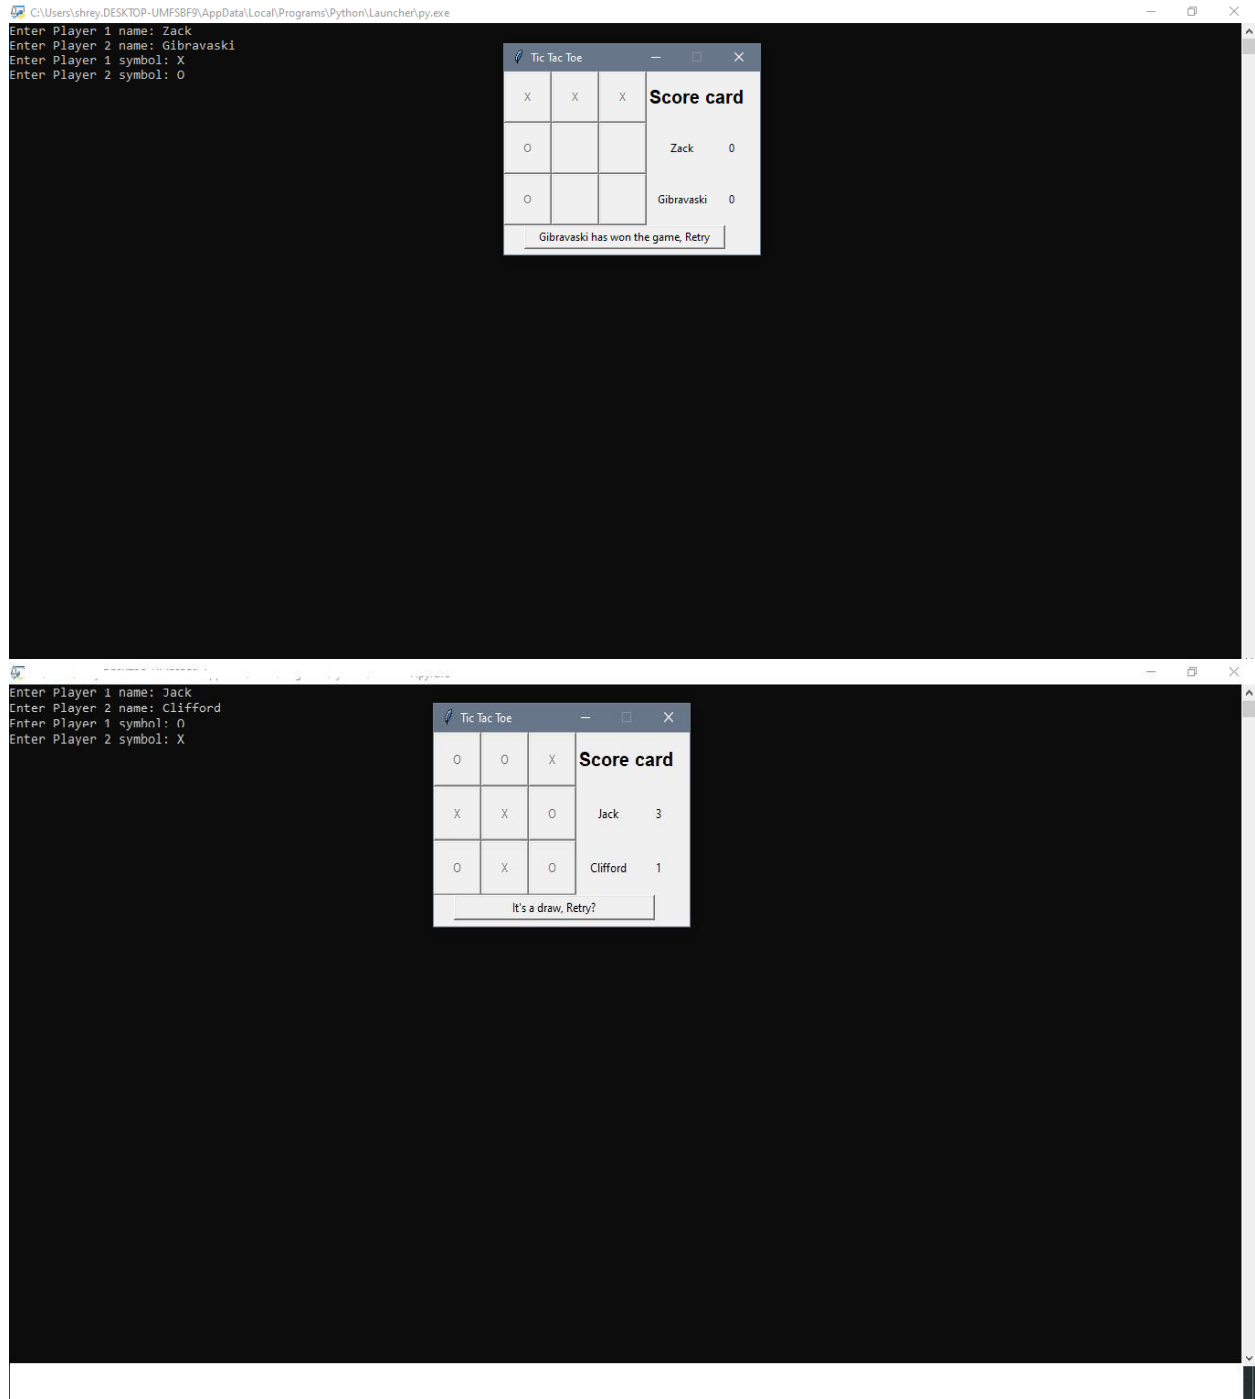 C:\Users\shrey.DESKTOP-UMFSBF9\AppData\Local\Programs\Python\Launcher\py.exe
Enter Player 1 name: Zack
Enter Player 2 name: Gibravaski
Enter Player 1 symbol: X
Enter Player 2 symbol: O
Tic Tac Toe
X X X Score card
O Zack 0
O Gibravaski 0
Gibravaski has won the game, Retry
Enter Player 1 name: Jack
Enter Player 2 name: Clifford
Enter Player 1 symbol: O
Enter Player 2 symbol: X
Tic Tac Toe
O O X Score card
X X O Jack 3
O X O Clifford 1
It's a draw, Retry?